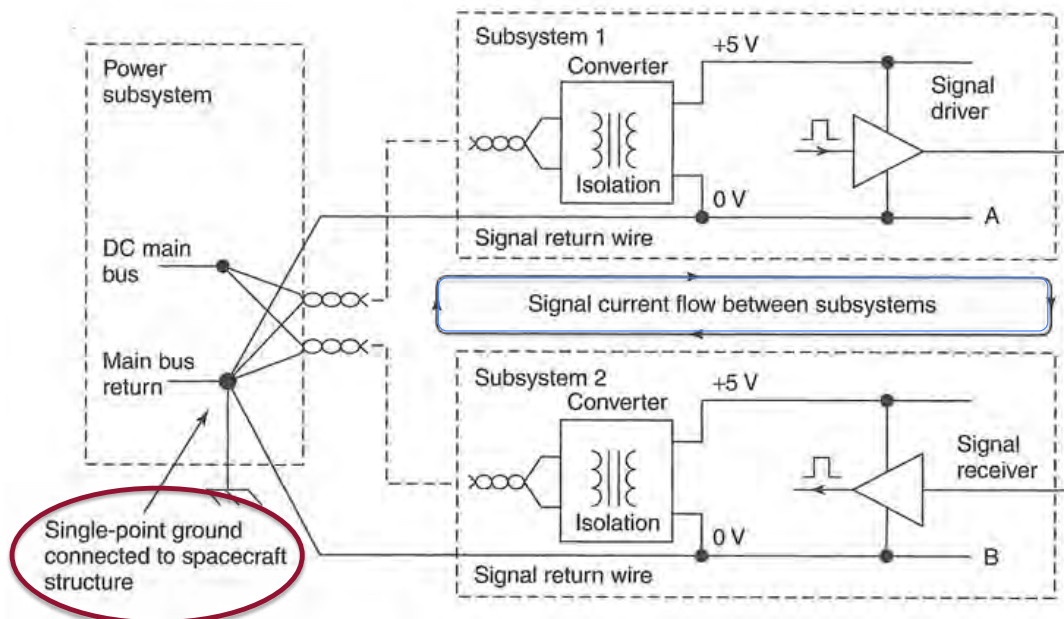 Power
subsystem
DC main
bus
Main bus
return
Single-point ground
connected to spacecraft
structure
Subsystem 1
Converter
+5 V
Signal
driver
Isolation
0 V
A
Signal return wire
Signal current flow between subsystems
Subsystem 2
Converter
+5 V
Signal
receiver
Isolation
0 V
B
Signal return wire